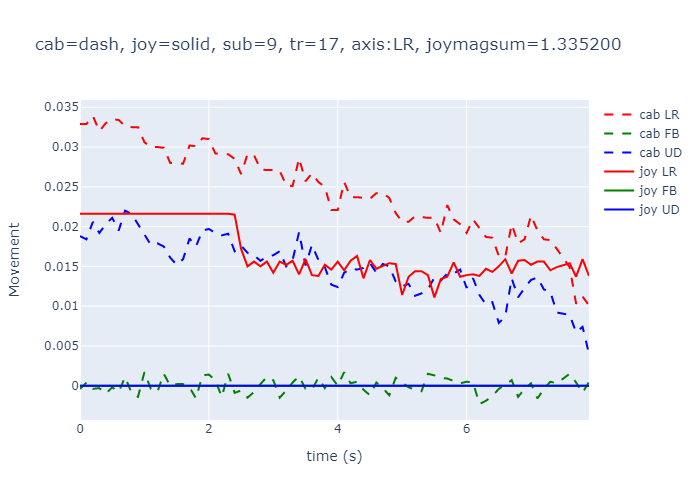 cab=dash, joy=solid, sub=9, tr=17, axis:LR, joymagsum=1.335200
0.035
0.03
0.025
0.02
0.015
0.01
0.005
0
0
2
4
6
Movement
time (s)
cab LR
cab FB
cab UD
joy LR
joy FB
joy UD